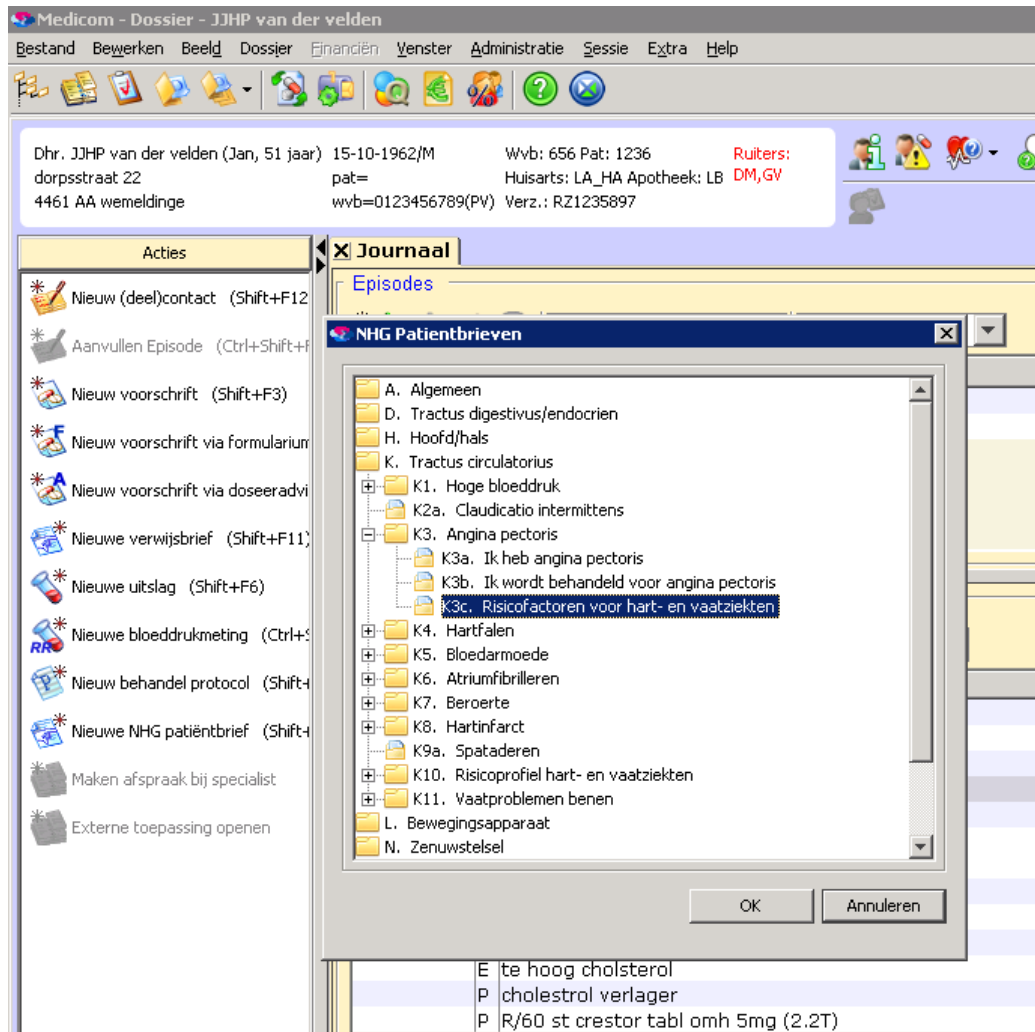 Medicom - Dossier - JJHP van der velden
Bestand Bewerken Beeld Dossier Financiën Venster Administratie Sessie Extra Help
Dhr. JJHP van der velden (Jan, 51 jaar) 15-10-1962/M Wvb: 656 Pat: 1236 Ruiters:
dorpsstraat 22 pat= Huisarts: LA_HA Apotheek: LB DM,GV
4461 AA wemeldinge wvb=0123456789(PV) Verz.: RZ1235897
Acties
X Journaal
Episodes
Nieuw (deel)contact (Shift+F12
Aanvullen Episode (Ctrl+Shift+F
Nieuw voorschrift (Shift+F3)
F Nieuw voorschrift via formularium
A Nieuw voorschrift via doseeradvi
Nieuwe verwijsbrief (Shift+F11)
Nieuwe uitslag (Shift+F6)
RR Nieuwe bloeddrukmeting (Ctrl+S
P Nieuw behandel protocol (Shift+
Nieuwe NHG patiëntbrief (Shift+
Maken afspraak bij specialist
Externe toepassing openen
NHG Patientbrieven
A. Algemeen
D. Tractus digestivus/endocrien
H. Hoofd/hals
K. Tractus circulatorius
K1. Hoge bloeddruk
K2a. Claudicatio intermittens
K3. Angina pectoris
K3a. Ik heb angina pectoris
K3b. Ik wordt behandeld voor angina pectoris
K3c. Risicofactoren voor hart- en vaatziekten
K4. Hartfalen
K5. Bloedarmoede
K6. Atriumfibrilleren
K7. Beroerte
K8. Hartinfarct
K9a. Spataderen
K10. Risicoprofiel hart- en vaatziekten
K11. Vaatproblemen benen
L. Bewegingsapparaat
N. Zenuwstelsel
OK Annuleren
E te hoog cholsterol
P cholestrol verlager
P R/60 st crestor tabl omh 5mg (2.2T)